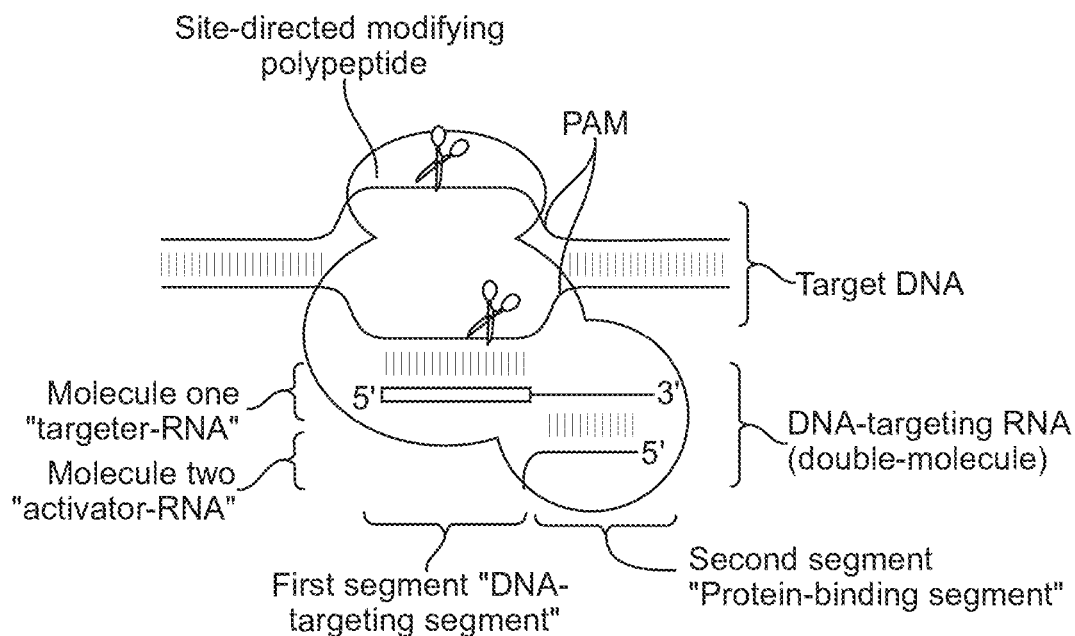 Site-directed modifying
polypeptide
PAM
Target DNA
Molecule one
"targeter-RNA"
5'
3'
Molecule two
"activator-RNA"
5'
DNA-targeting RNA
(double-molecule)
First segment "DNA-
targeting segment"
Second segment
"Protein-binding segment"